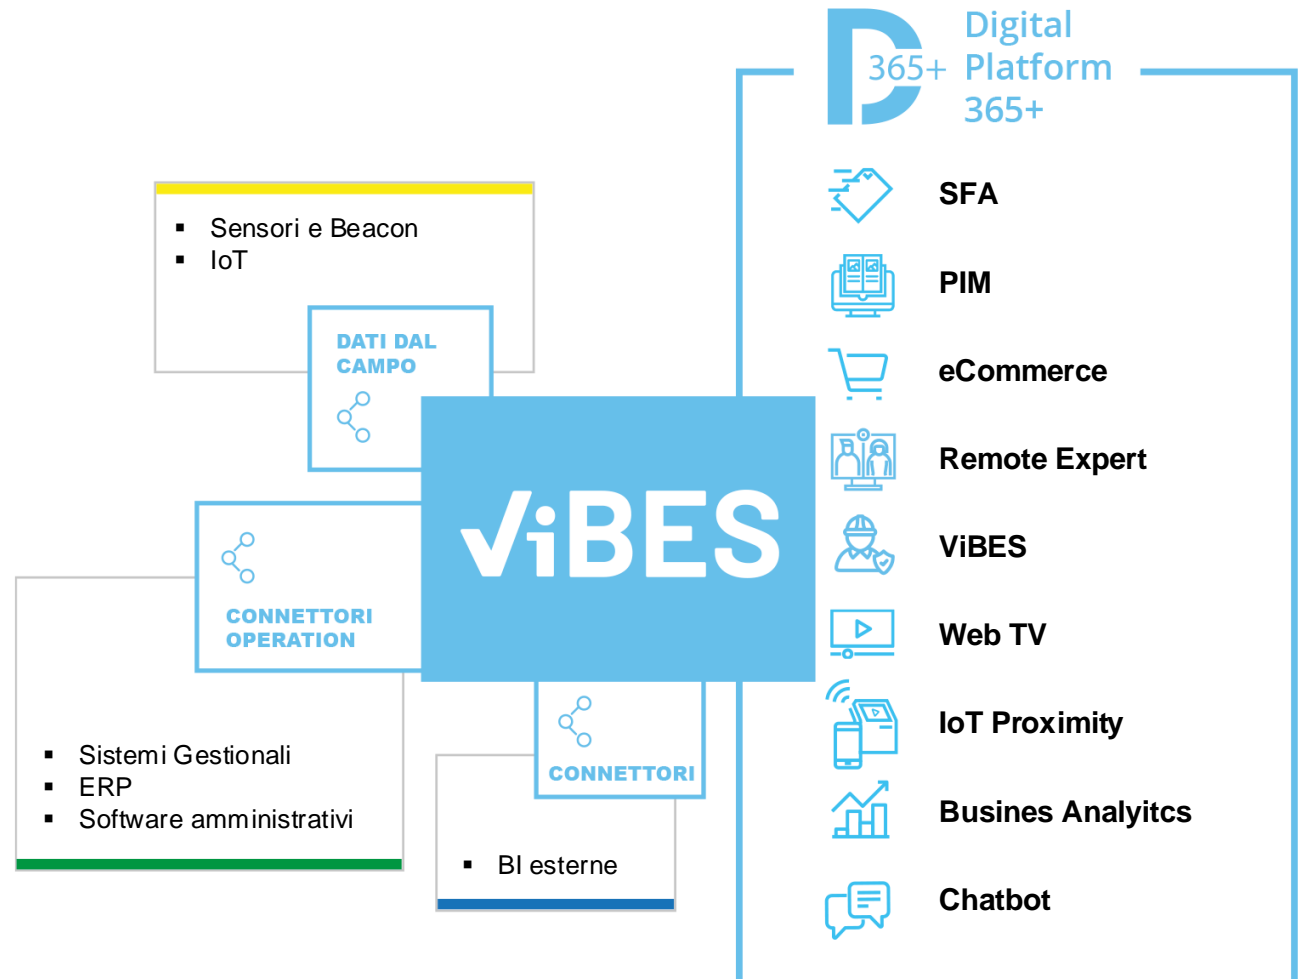 Digital
Platform
365+
D 365+
▪ Sensori e Beacon
▪ IoT
DATI DAL
CAMPO
ViBES
CONNETTORI
OPERATION
▪ Sistemi Gestionali
▪ ERP
▪ Software amministrativi
CONNETTORI
▪ BI esterne
SFA
PIM
eCommerce
Remote Expert
ViBES
Web TV
IoT Proximity
Busines Analyitcs
Chatbot